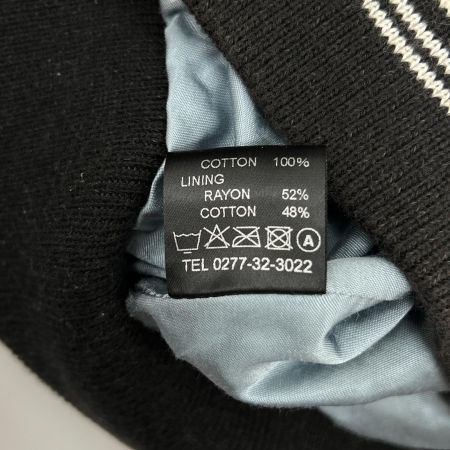 COTTON 100%
LINING
RAYON 52%
COTTON 48%
A
TEL 0277-32-3022